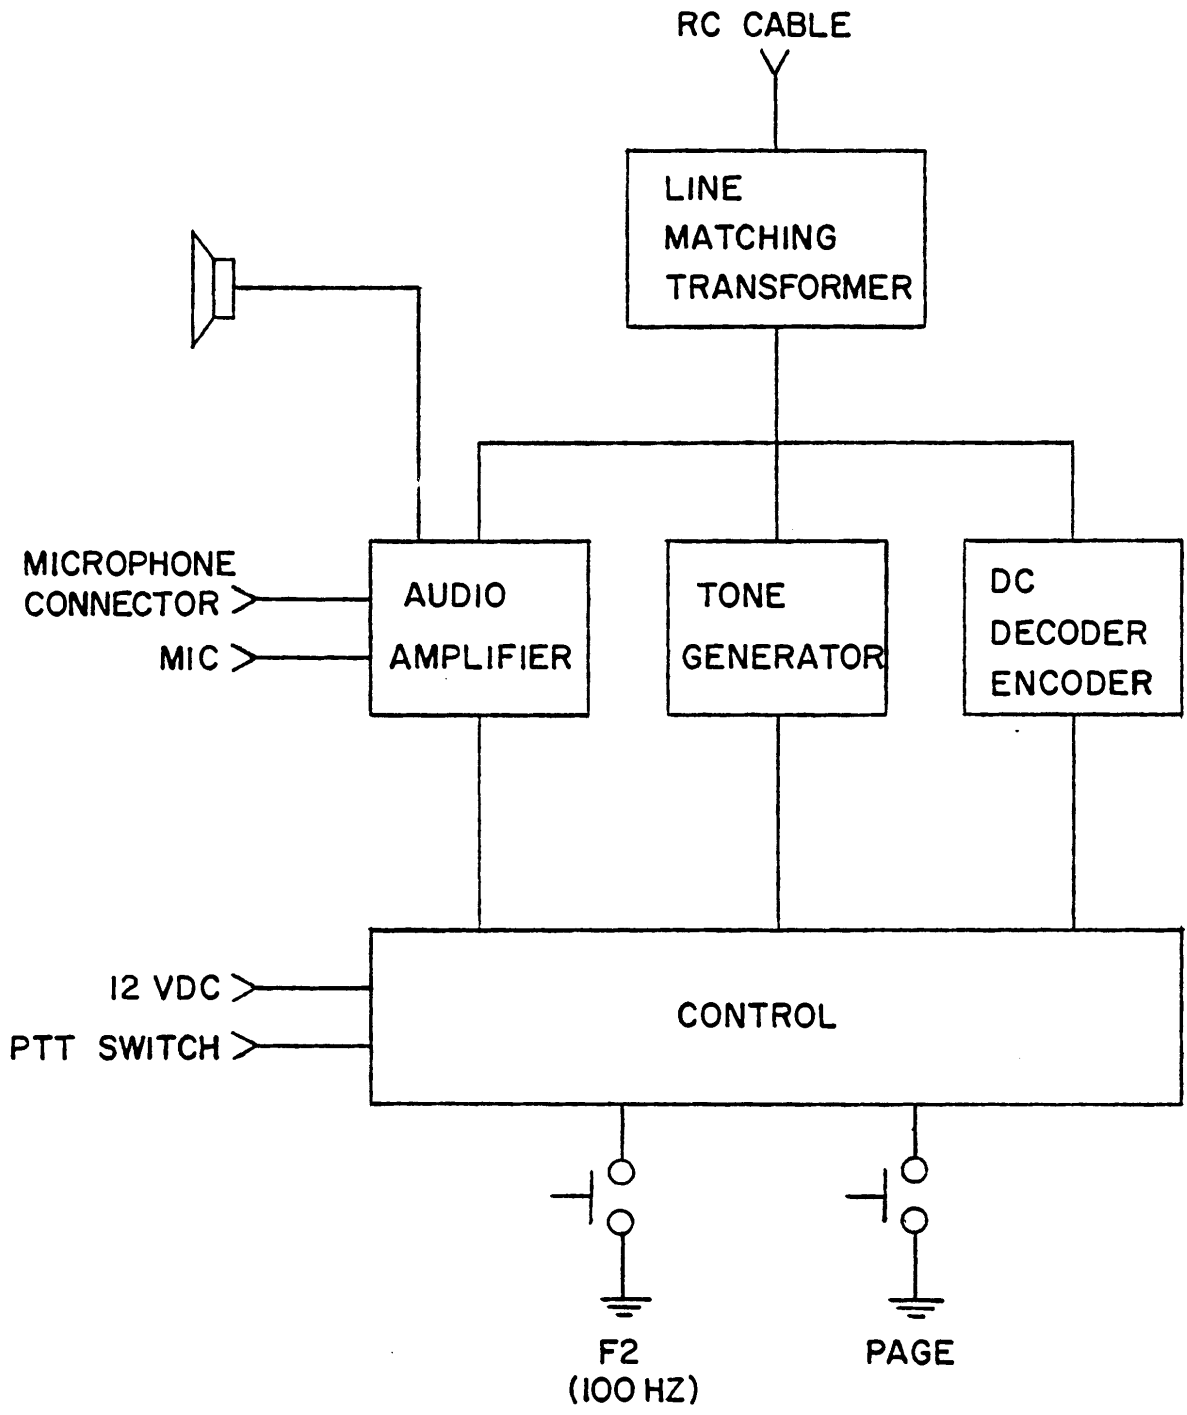 RC CABLE
LINE
MATCHING
TRANSFORMER
MICROPHONE
CONNECTOR
MIC
AUDIO
AMPLIFIER
TONE
GENERATOR
DC
DECODER
ENCODER
12 VDC
PTT SWITCH
CONTROL
F2
(100 HZ)
PAGE